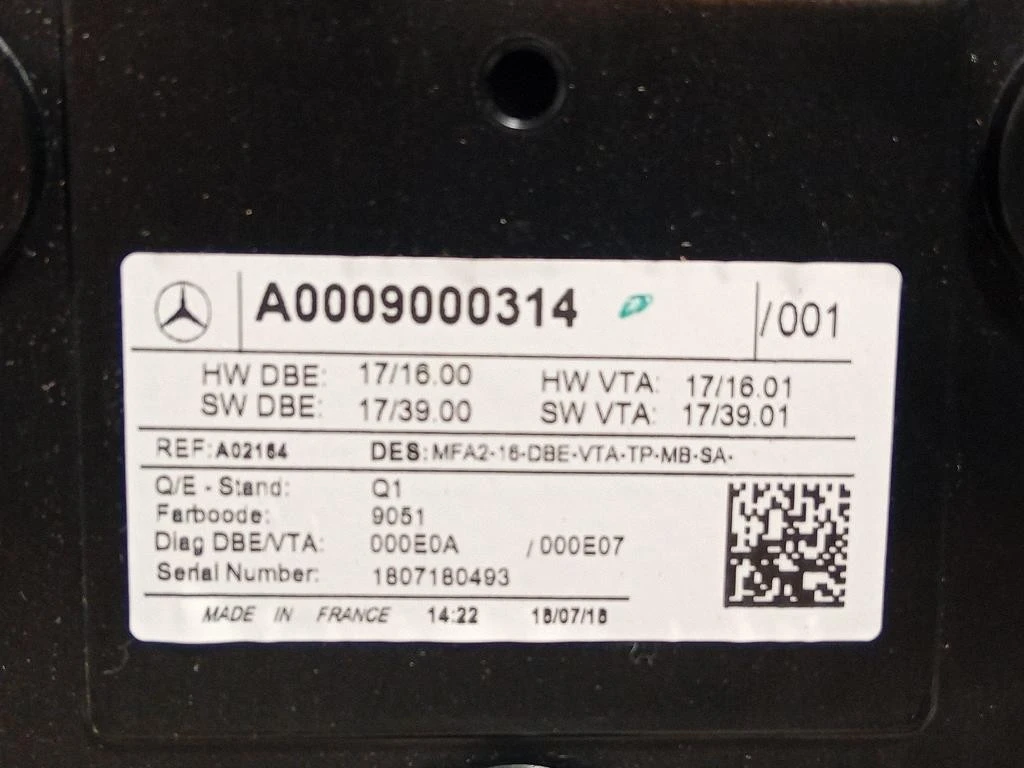 A0009000314 /001
HW DBE: 17/16.00 HW VTA: 17/16.01
SW DBE: 17/39.00 SW VTA: 17/39.01
REF:A02164 DES:MFA2-16-DBE-VTA-TP-MB-SA-
Q/E - Stand: Q1
Farbcode: 9051
Diag DBE/VTA: 000E0A /000E07
Serial Number: 1807180493
MADE IN FRANCE 14:22 18/07/18